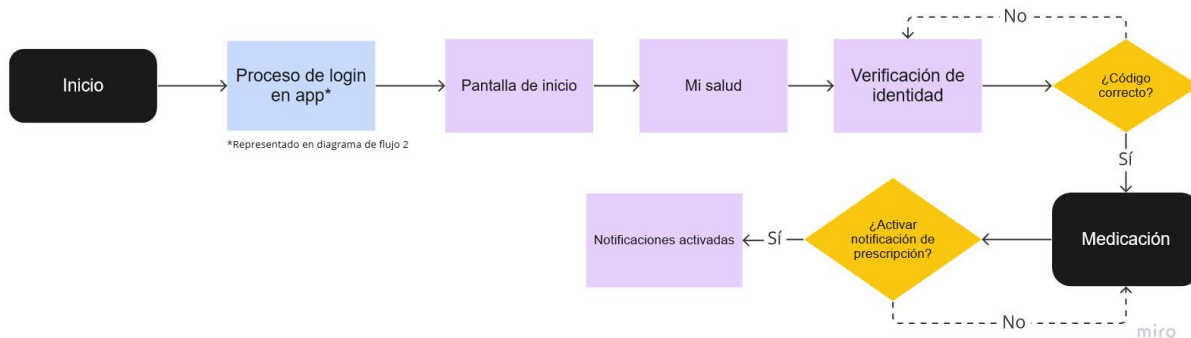 No
Inicio
Proceso de login
en app*
Pantalla de inicio
Mi salud
Verificación de
identidad
¿Código
correcto?
*Representado en diagrama de flujo 2
Sí
Medicación
¿Activar
notificación de
prescripción?
Sí
Notificaciones activadas
No
miro